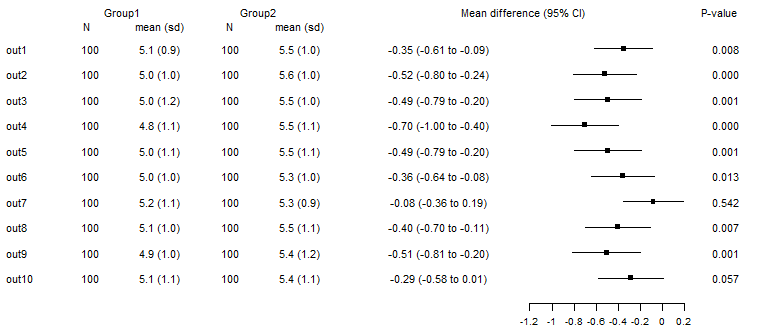 Group1 Group2 Mean difference (95% CI) P-value
N mean (sd) N mean (sd)
out1 100 5.1 (0.9) 100 5.5 (1.0) -0.35 (-0.61 to -0.09) 0.008
out2 100 5.0 (1.0) 100 5.6 (1.0) -0.52 (-0.80 to -0.24) 0.000
out3 100 5.0 (1.2) 100 5.5 (1.0) -0.49 (-0.79 to -0.20) 0.001
out4 100 4.8 (1.1) 100 5.5 (1.1) -0.70 (-1.00 to -0.40) 0.000
out5 100 5.0 (1.1) 100 5.5 (1.1) -0.49 (-0.79 to -0.20) 0.001
out6 100 5.0 (1.0) 100 5.3 (1.0) -0.36 (-0.64 to -0.08) 0.013
out7 100 5.2 (1.1) 100 5.3 (0.9) -0.08 (-0.36 to 0.19) 0.542
out8 100 5.1 (1.0) 100 5.5 (1.1) -0.40 (-0.70 to -0.11) 0.007
out9 100 4.9 (1.0) 100 5.4 (1.2) -0.51 (-0.81 to -0.20) 0.001
out10 100 5.1 (1.1) 100 5.4 (1.1) -0.29 (-0.58 to 0.01) 0.057
-1.2 -1 -0.8 -0.6 -0.4 -0.2 0 0.2